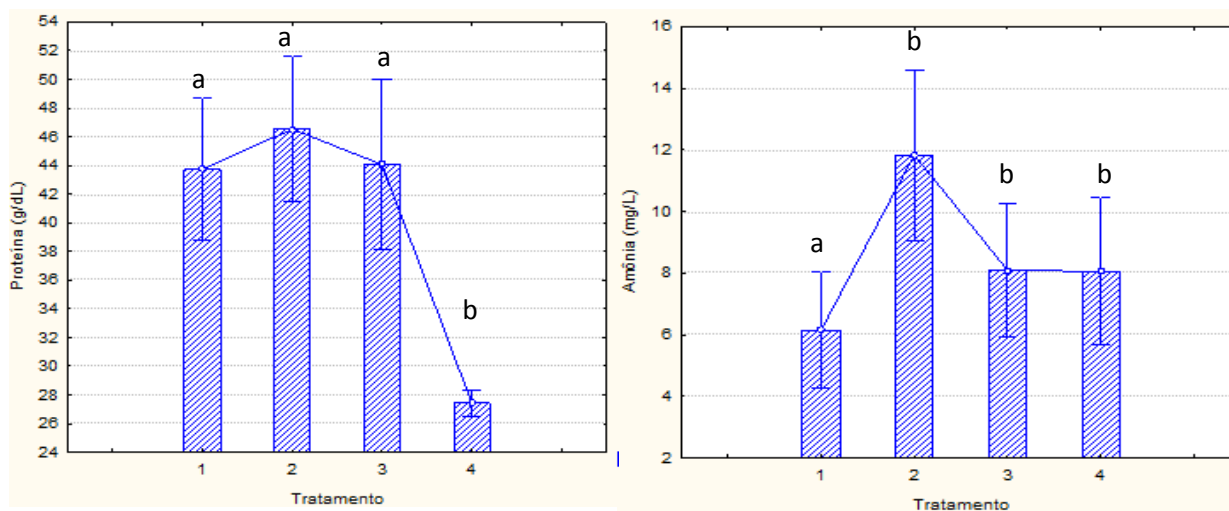 54
52
50
48
46
44
42
40
38
36
34
32
30
28
26
24
Proteína (g/dL)
a
a
a
b
1 2 3 4
Tratamento
16
14
12
10
8
6
4
2
Amônia (mg/L)
a
b
b
b
1 2 3 4
Tratamento